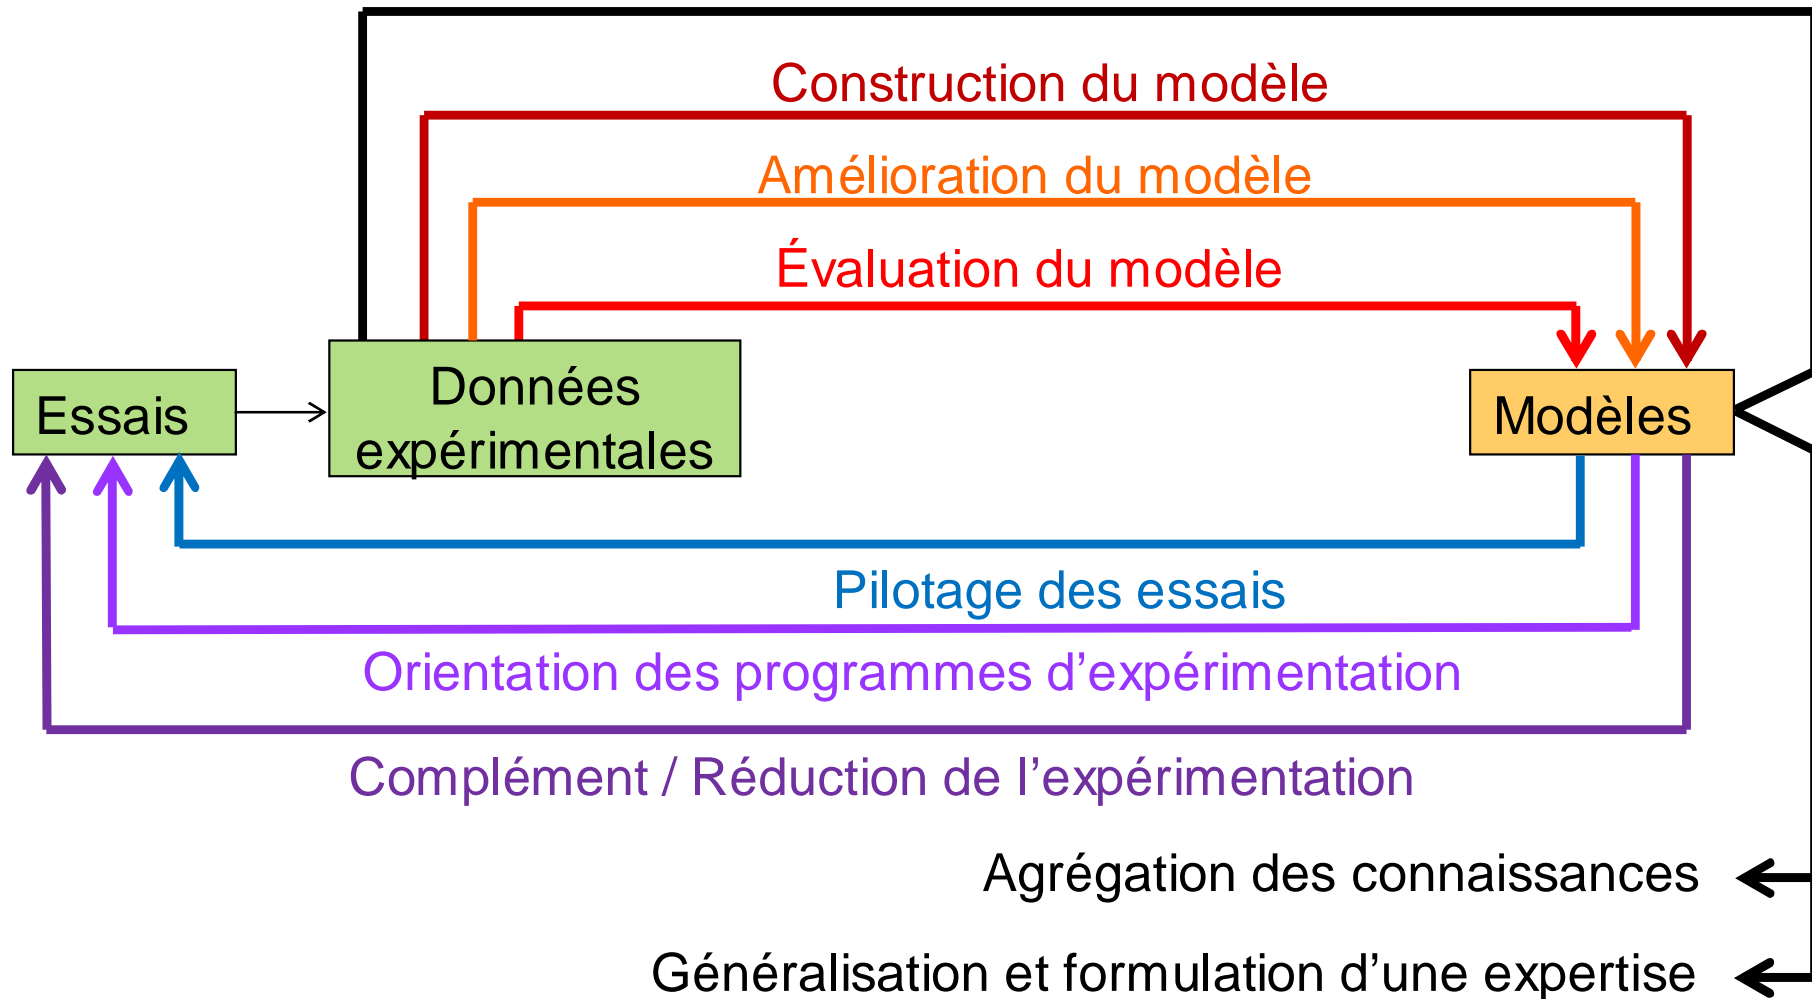 Construction du modèle
Amélioration du modèle
Évaluation du modèle
Essais
Données
expérimentales
Modèles
Pilotage des essais
Orientation des programmes d’expérimentation
Complément / Réduction de l’expérimentation
Agrégation des connaissances
Généralisation et formulation d’une expertise